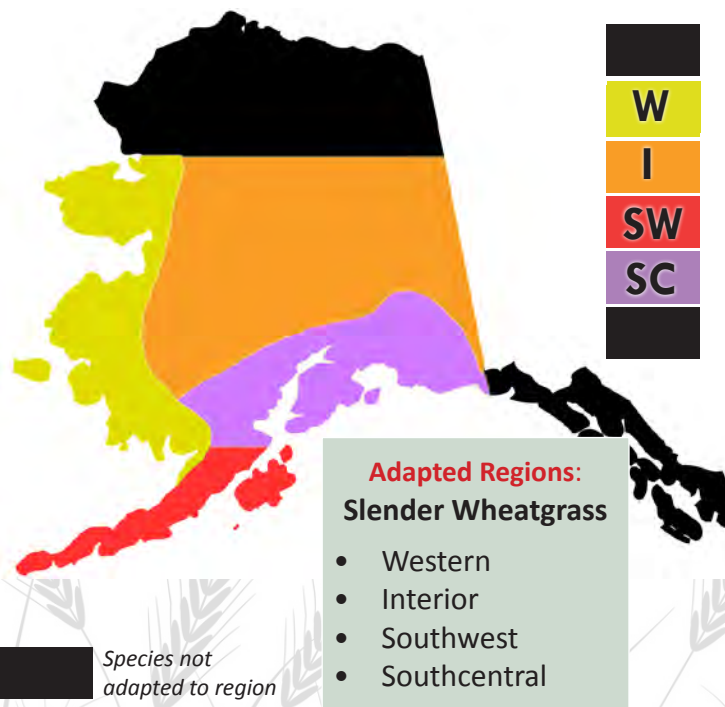 W
I
SW
SC
Adapted Regions:
Slender Wheatgrass
• Western
• Interior
• Southwest
• Southcentral
Species not
adapted to region